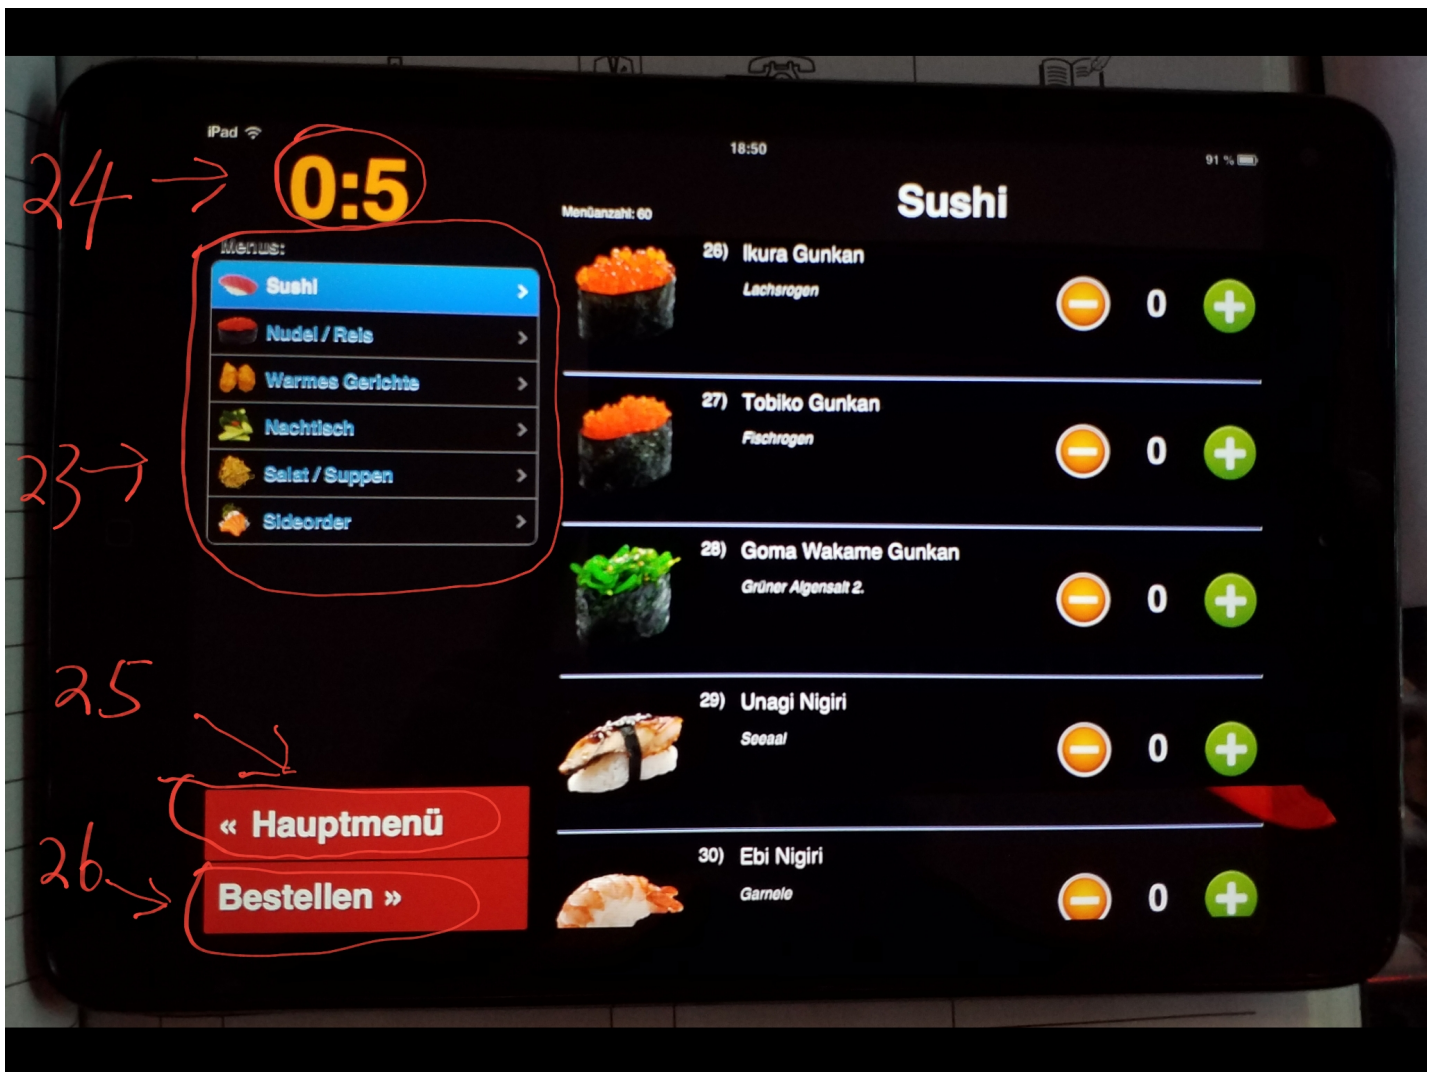 iPad
18:50
91 %
24
0:5
Sushi
Menüanzahl: 60
Menus:
Sushi
Nudel / Reis
Warmes Gerichte
Nachtisch
Salat / Suppen
Sideorder
23
25
« Hauptmenü
26
Bestellen »
26) Ikura Gunkan
Lachsrogen
0
27) Tobiko Gunkan
Fischrogen
0
28) Goma Wakame Gunkan
Grüner Algensalt 2.
0
29) Unagi Nigiri
Seeaal
0
30) Ebi Nigiri
Garnele
0